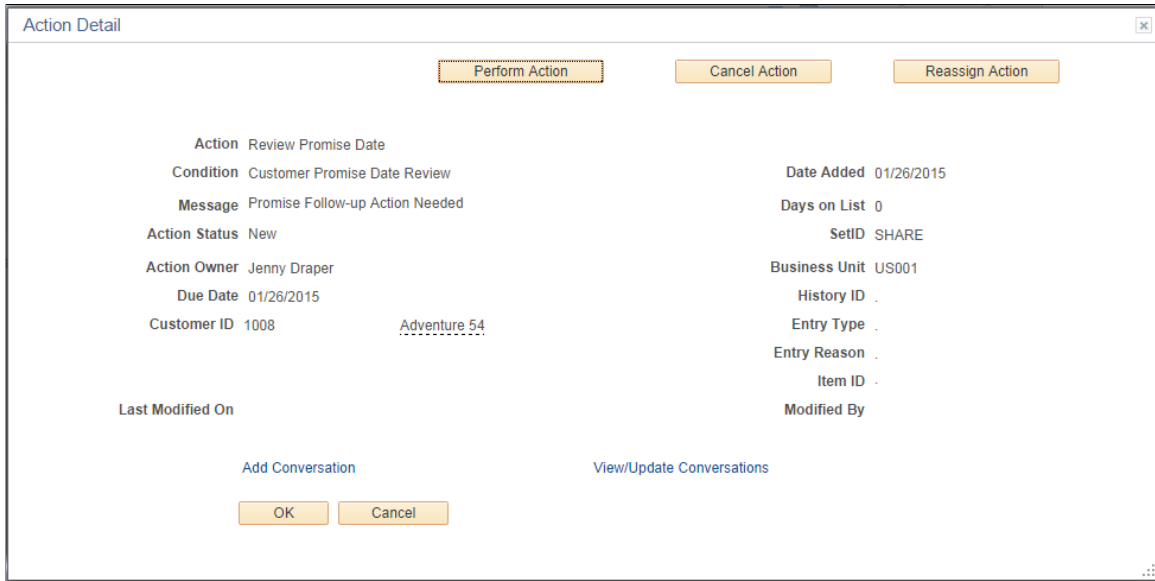 Action Detail
Perform Action Cancel Action Reassign Action
Action Review Promise Date
Condition Customer Promise Date Review Date Added 01/26/2015
Message Promise Follow-up Action Needed Days on List 0
Action Status New SetID SHARE
Action Owner Jenny Draper Business Unit US001
Due Date 01/26/2015 History ID .
Customer ID 1008 Adventure 54 Entry Type .
Entry Reason .
Item ID .
Last Modified On Modified By
Add Conversation View/Update Conversations
OK Cancel